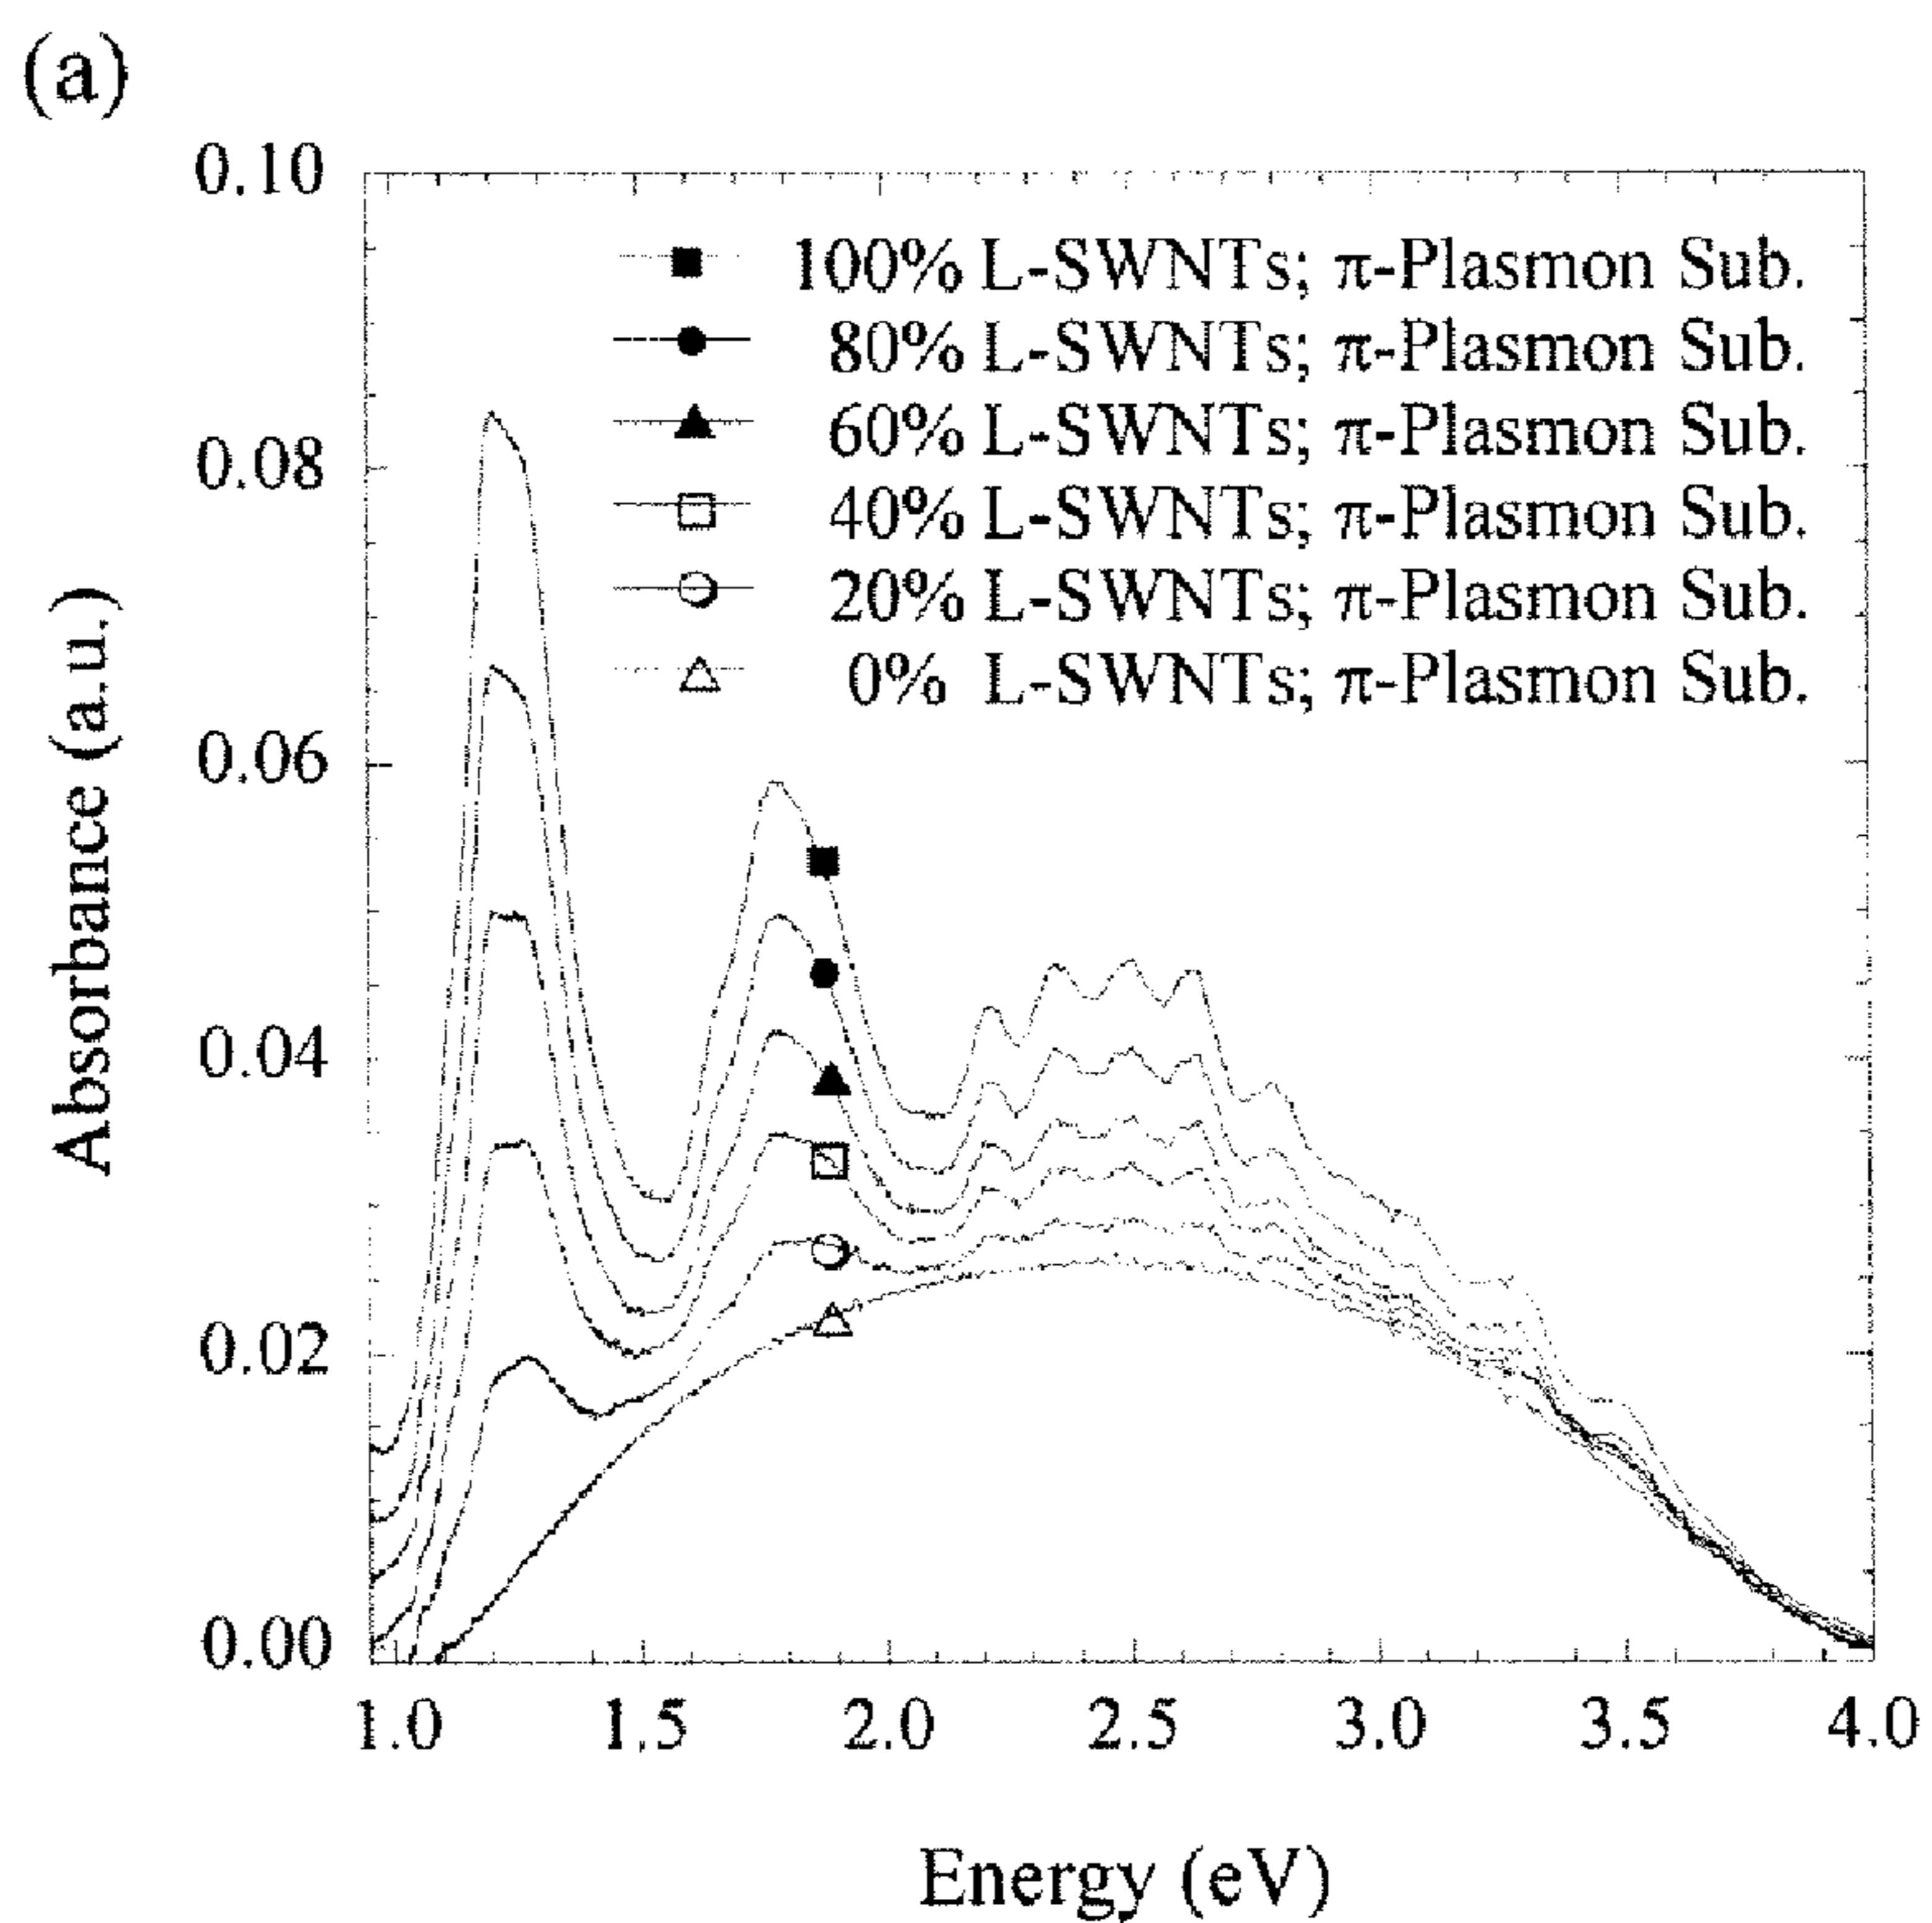 (a)
0.10
0.08
0.06
0.04
0.02
0.00
Absorbance (a.u.)
100% L-SWNTs; π-Plasmon Sub.
80% L-SWNTs; π-Plasmon Sub.
60% L-SWNTs; π-Plasmon Sub.
40% L-SWNTs; π-Plasmon Sub.
20% L-SWNTs; π-Plasmon Sub.
0% L-SWNTs; π-Plasmon Sub.
1.0 1.5 2.0 2.5 3.0 3.5 4.0
Energy (eV)